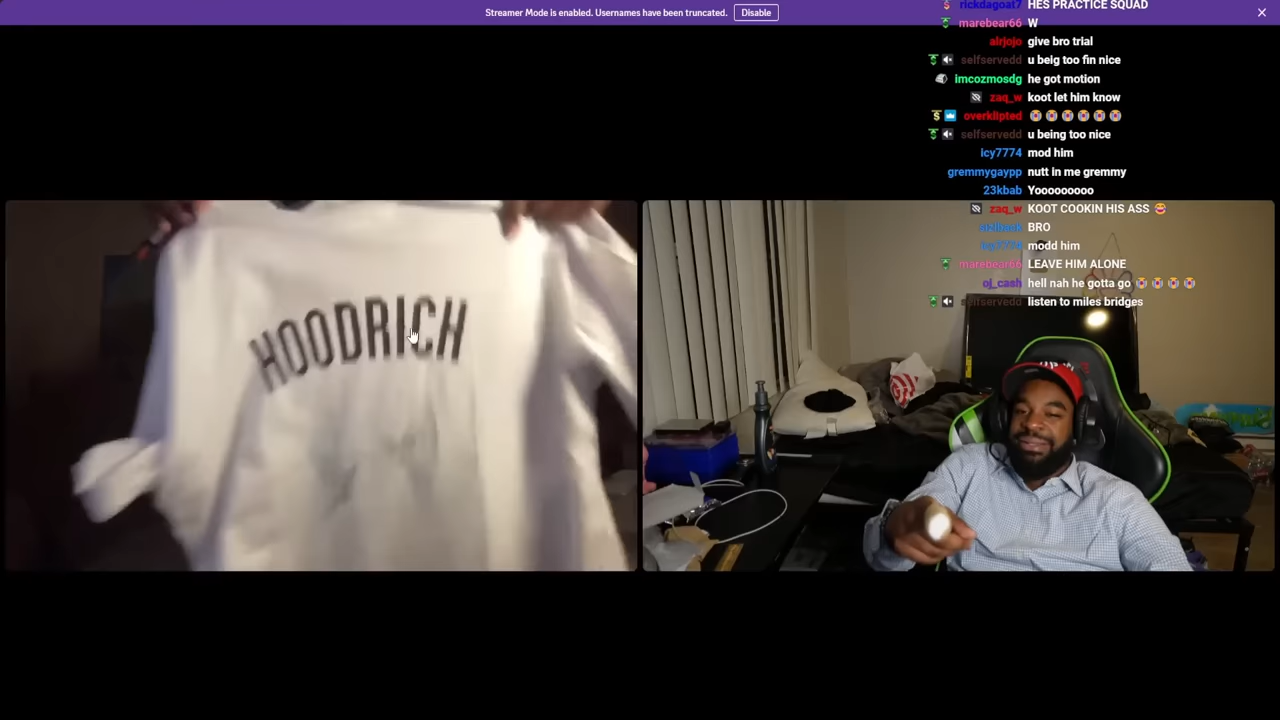 Streamer Mode is enabled. Usernames have been truncated.
Disable
rickdagoat7 HES PRACTICE SQUAD
marebear66 W
airjojo give bro trial
selfservedd u beig too fin nice
imcozmosdg he got motion
zaq_w koot let him know
overklipted 😭😭😭😭😭😭
selfservedd u being too nice
icy7774 mod him
gremmygaypp nutt in me gremmy
23kbab Yooooooooo
zaq_w KOOT COOKIN HIS ASS 😂
BRO
icy7774 modd him
marebear66 LEAVE HIM ALONE
oj_cash hell nah he gotta go 😭😭😭😭
selfservedd listen to miles bridges
HOODRICH